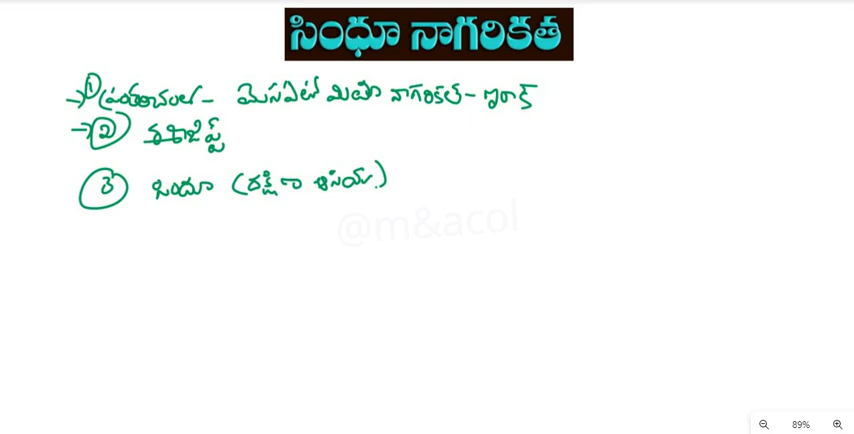 సింధూ నాగరికత
→ ① ప్రపంచంలో - మెసపటోమియా నాగరికత - ఇరాక్
→ ② ఈజిప్ట్
③ సింధూ (దక్షిణ ఆసియా)
@m&acol
89%